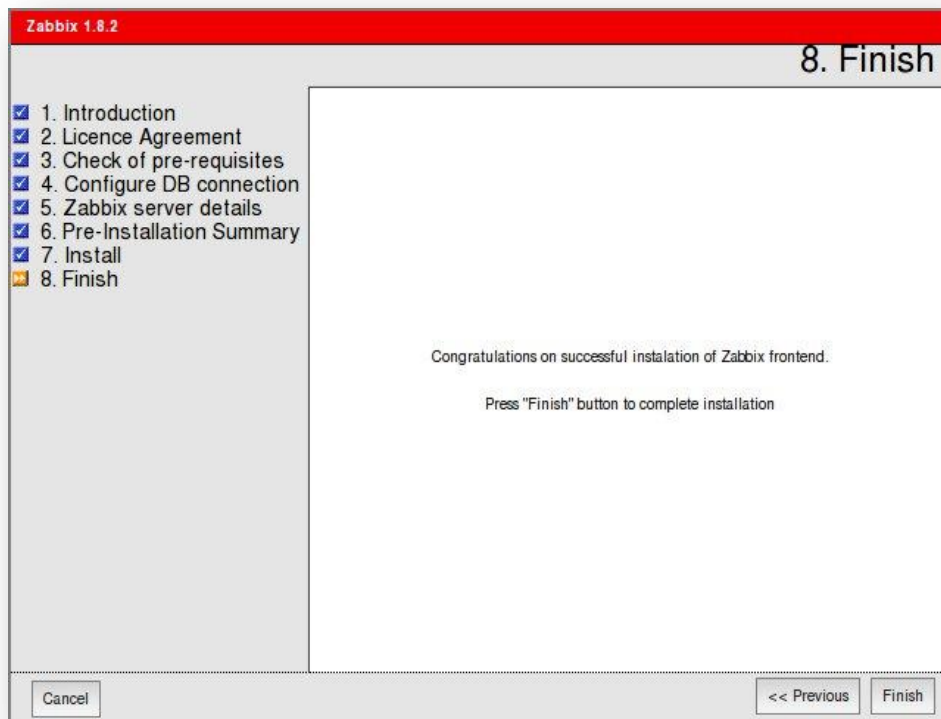 Zabbix 1.8.2
8. Finish
1. Introduction
2. Licence Agreement
3. Check of pre-requisites
4. Configure DB connection
5. Zabbix server details
6. Pre-Installation Summary
7. Install
8. Finish
Congratulations on successful instalation of Zabbix frontend.
Press "Finish" button to complete installation
Cancel
<< Previous
Finish